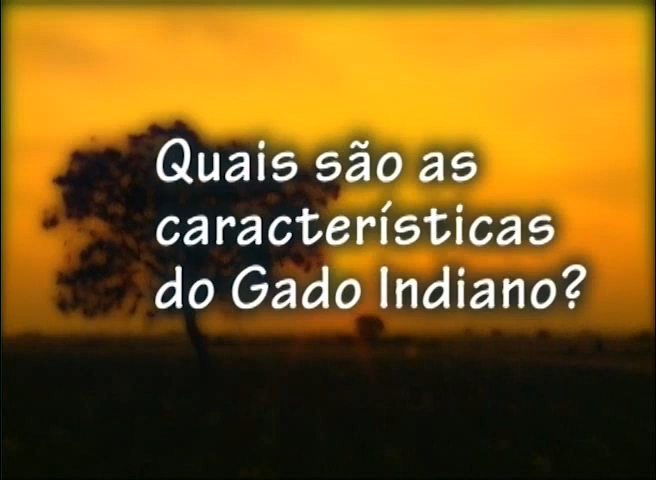 Quais são as
características
do Gado Indiano?